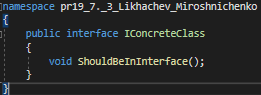 namespace pr19_7._3_Likhachev_Miroshnichenko
{
public interface IConcreteClass
{
void ShouldBeInInterface();
}
}